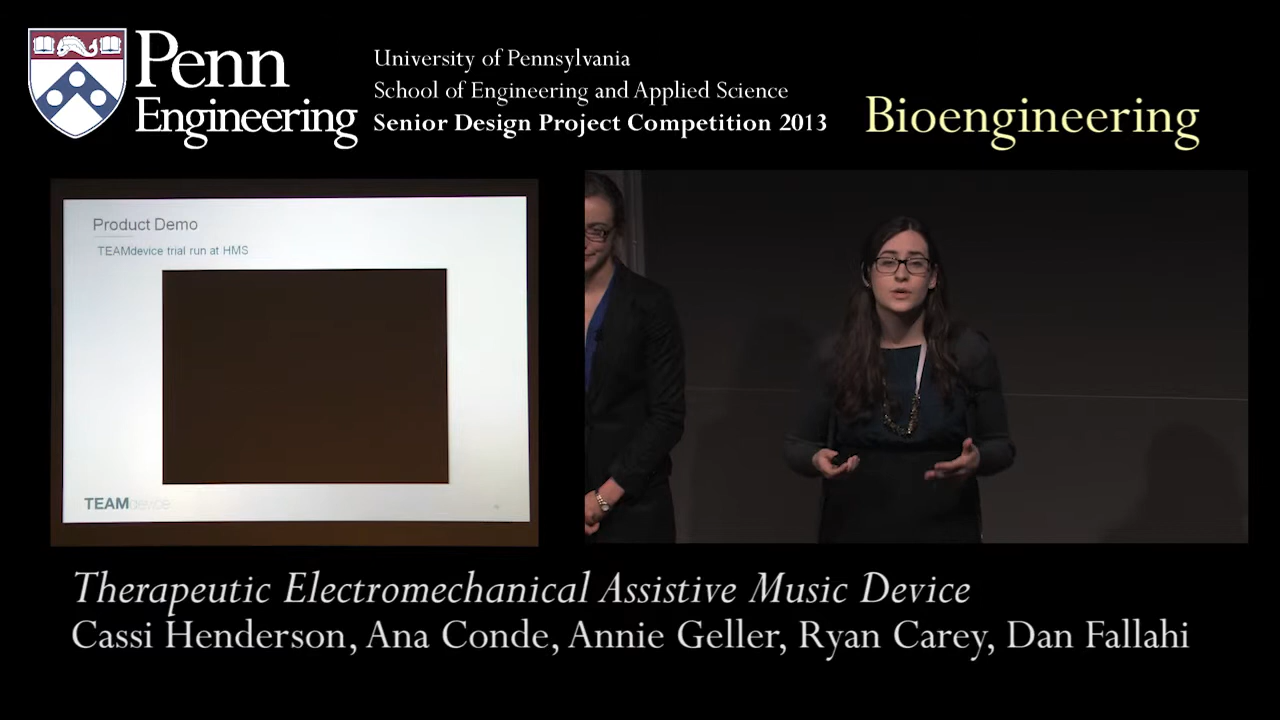 Penn
Engineering
University of Pennsylvania
School of Engineering and Applied Science
Senior Design Project Competition 2013
Bioengineering
Product Demo
TEAMdevice trial run at HMS
TEAMdevice
Therapeutic Electromechanical Assistive Music Device
Cassi Henderson, Ana Conde, Annie Geller, Ryan Carey, Dan Fallahi